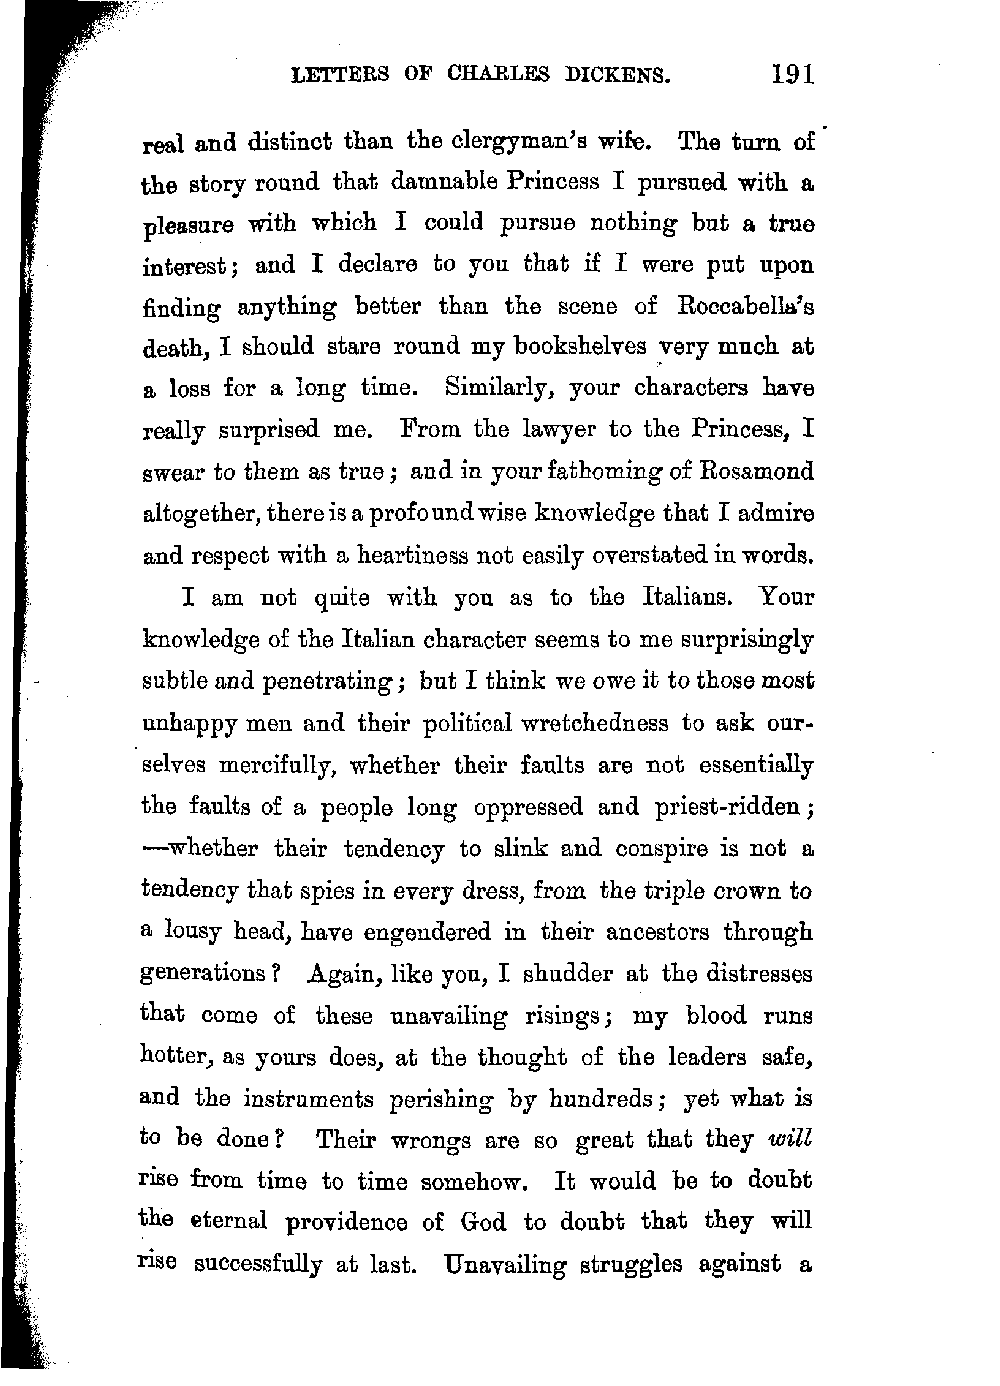 LETTERS OF CHARLES DICKENS. 191
real and distinct than the clergyman's wife. The turn of
the story round that damnable Princess I pursued with a
pleasure with which I could pursue nothing but a true
interest; and I declare to you that if I were put upon
finding anything better than the scene of Roccabella's
death, I should stare round my bookshelves very much at
a loss for a long time. Similarly, your characters have
really surprised me. From the lawyer to the Princess, I
swear to them as true; and in your fathoming of Rosamond
altogether, there is a profound wise knowledge that I admire
and respect with a heartiness not easily overstated in words.
I am not quite with you as to the Italians. Your
knowledge of the Italian character seems to me surprisingly
subtle and penetrating; but I think we owe it to those most
unhappy men and their political wretchedness to ask our-
selves mercifully, whether their faults are not essentially
the faults of a people long oppressed and priest-ridden;
—whether their tendency to slink and conspire is not a
tendency that spies in every dress, from the triple crown to
a lousy head, have engendered in their ancestors through
generations? Again, like you, I shudder at the distresses
that come of these unavailing risings; my blood runs
hotter, as yours does, at the thought of the leaders safe,
and the instruments perishing by hundreds; yet what is
to be done? Their wrongs are so great that they will
rise from time to time somehow. It would be to doubt
the eternal providence of God to doubt that they will
rise successfully at last. Unavailing struggles against a